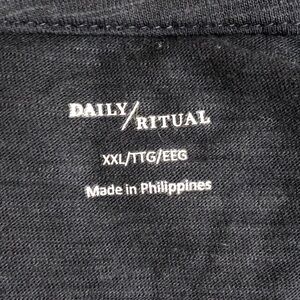 DAILY/
RITUAL
XXL/TTG/EEG
Made in Philippines